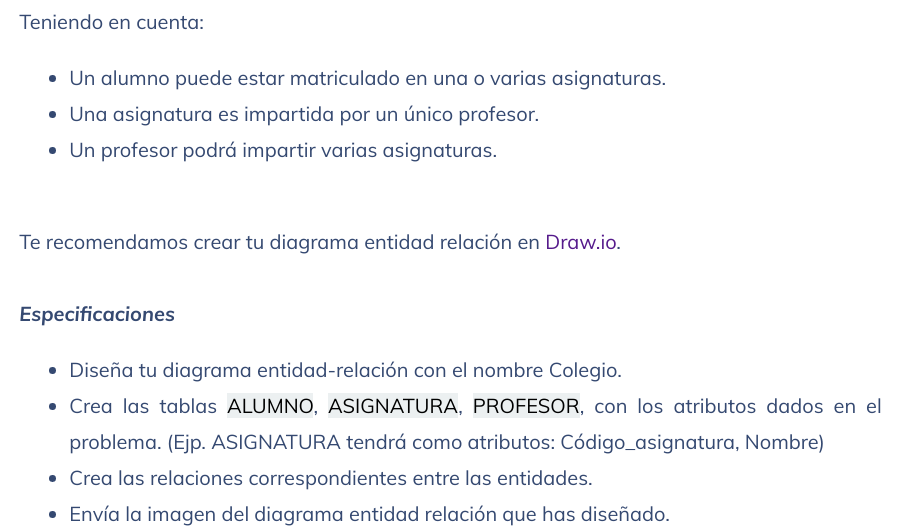 Teniendo en cuenta:
• Un alumno puede estar matriculado en una o varias asignaturas.
• Una asignatura es impartida por un único profesor.
• Un profesor podrá impartir varias asignaturas.
Te recomendamos crear tu diagrama entidad relación en Draw.io.
Especificaciones
• Diseña tu diagrama entidad-relación con el nombre Colegio.
• Crea las tablas ALUMNO, ASIGNATURA, PROFESOR, con los atributos dados en el
problema. (Ejp. ASIGNATURA tendrá como atributos: Código_asignatura, Nombre)
• Crea las relaciones correspondientes entre las entidades.
• Envía la imagen del diagrama entidad relación que has diseñado.